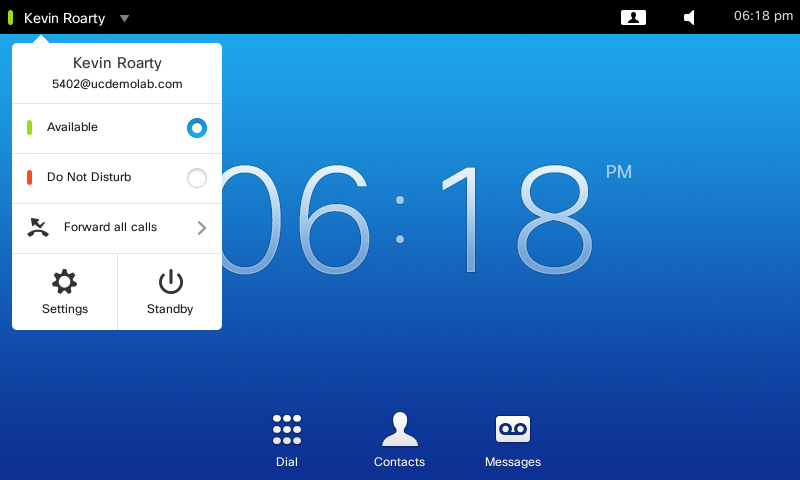 Kevin Roarty
06:18 pm
Kevin Roarty
5402@ucdemolab.com
Available
Do Not Disturb
Forward all calls
Settings
Standby
06:18 PM
Dial
Contacts
Messages